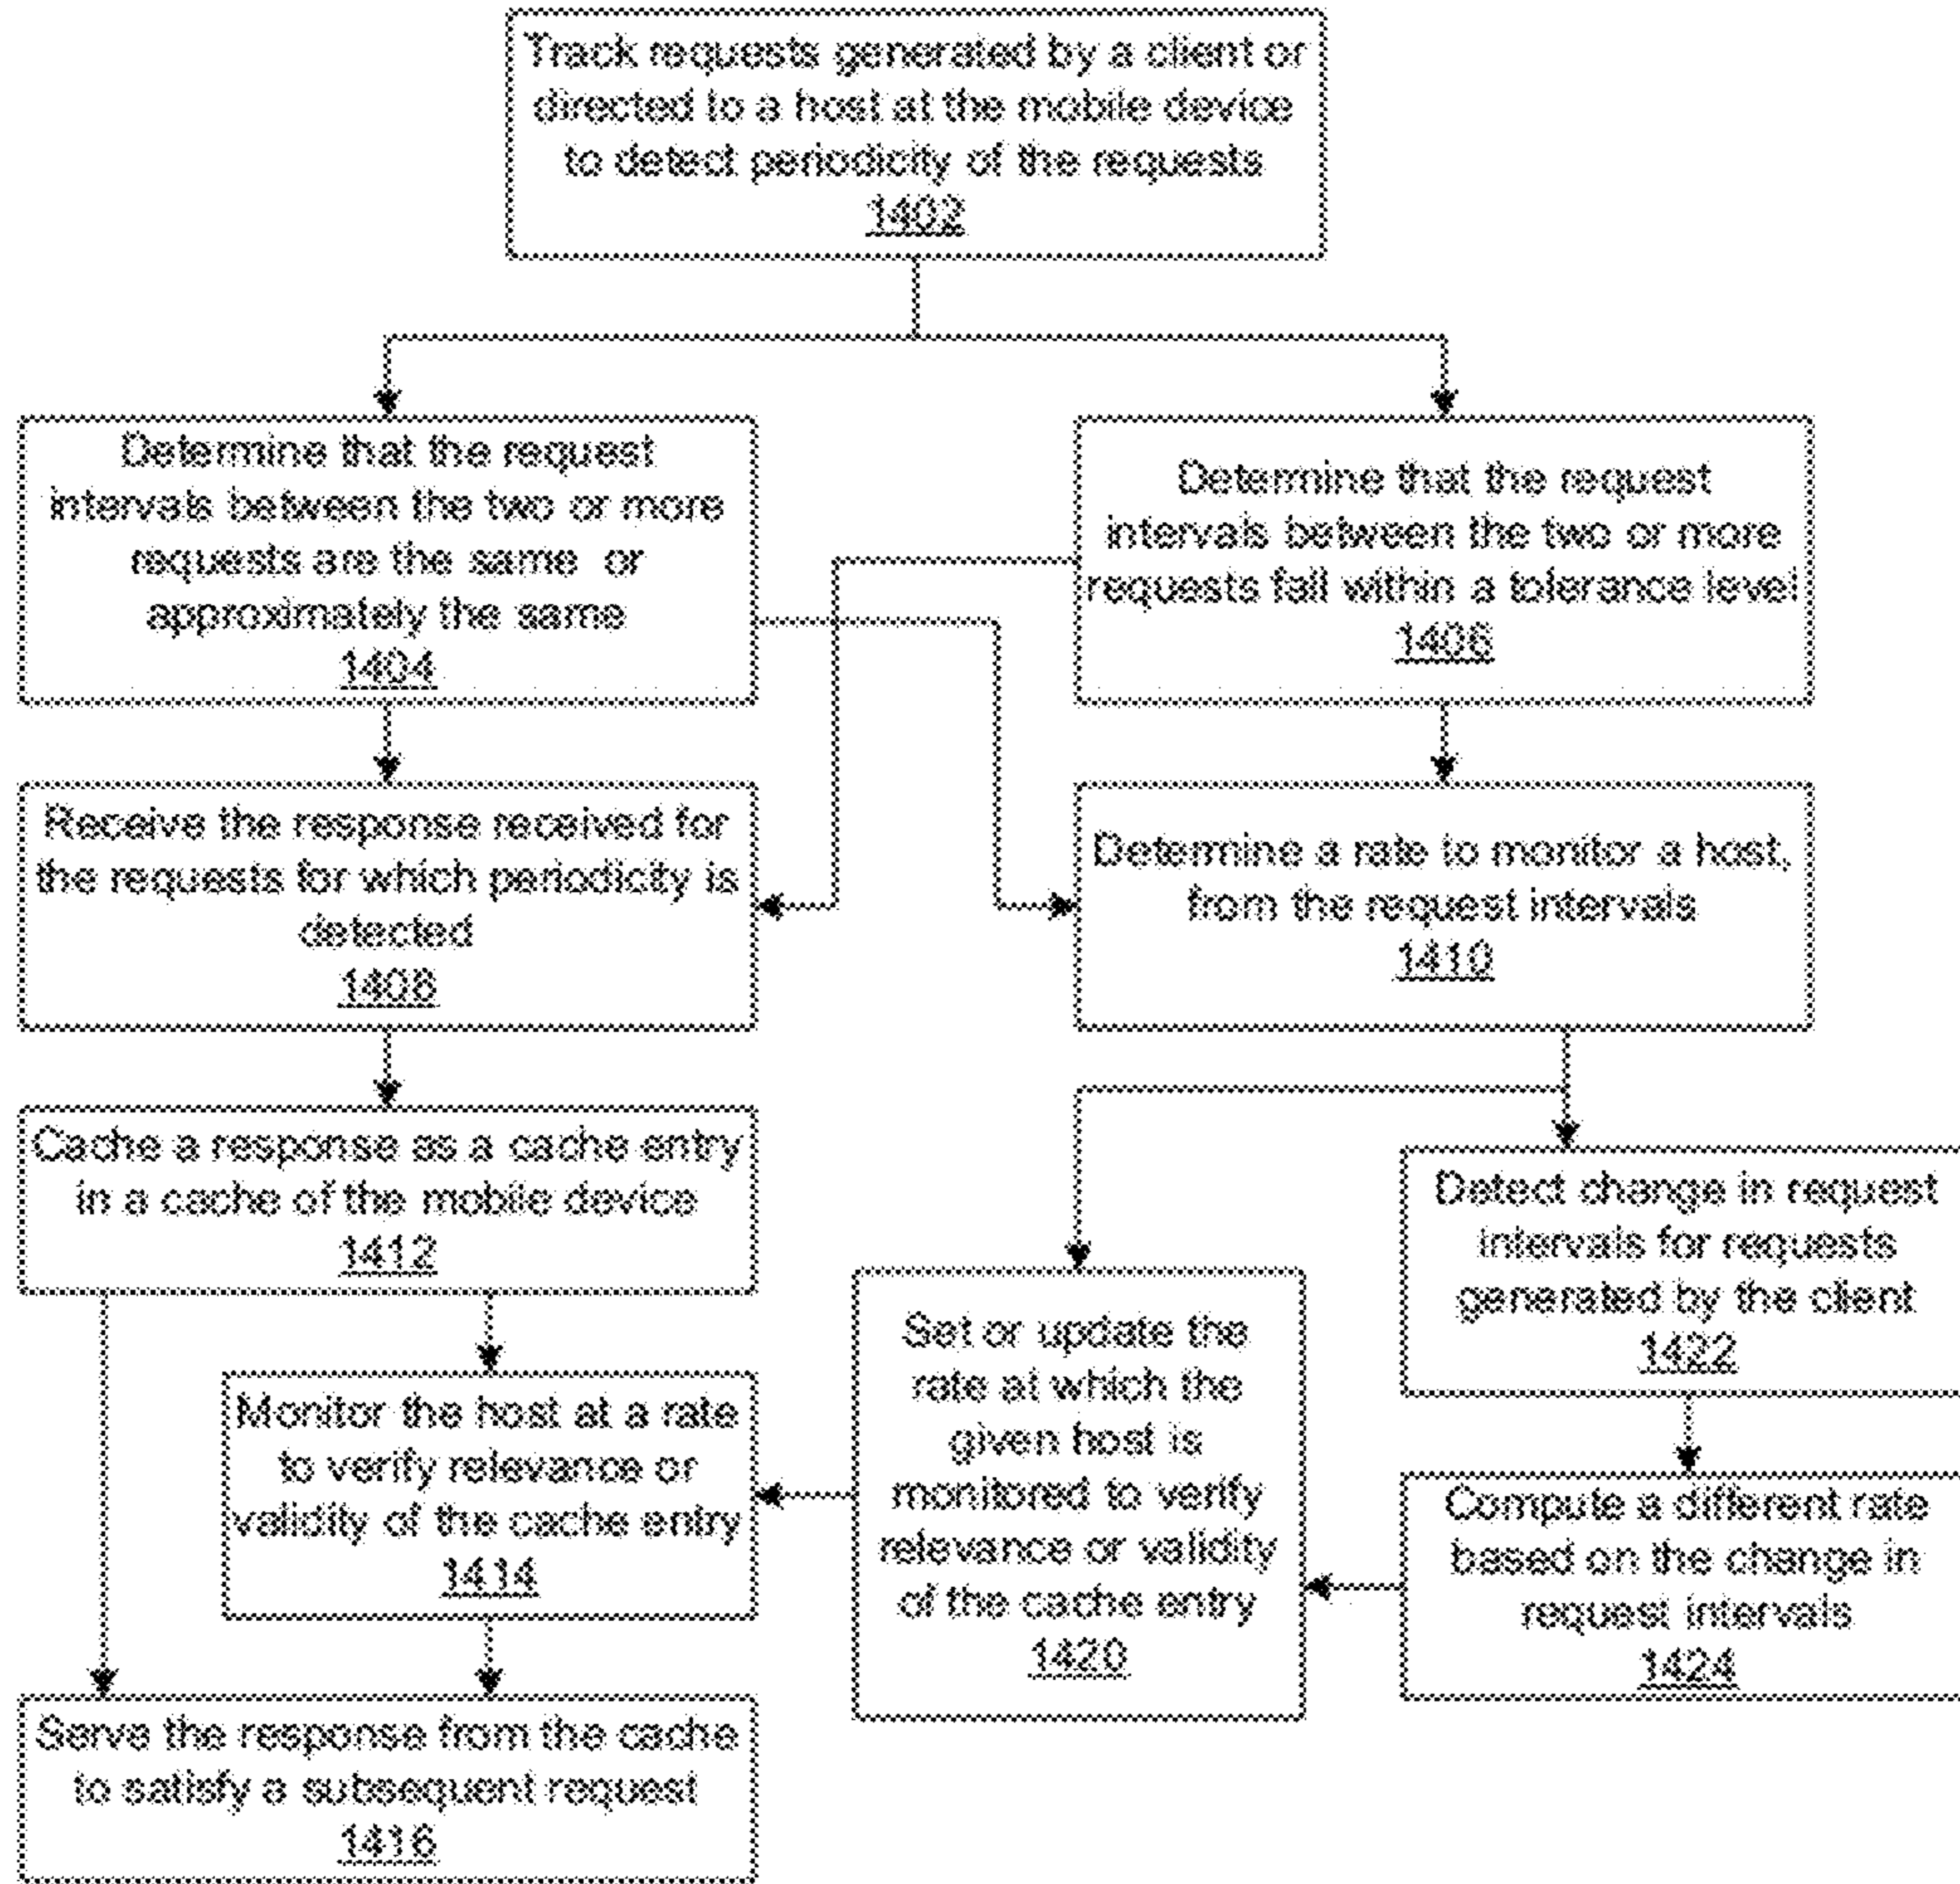 Track requests generated by a client or
directed to a host at the mobile device
to detect periodicity of the requests
1402
Determine that the request
intervals between the two or more
requests are the same or
approximately the same
1404
Determine that the request
intervals between the two or more
requests fall within a tolerance level
1406
Receive the response received for
the requests for which periodicity is
detected
1408
Determine a rate to monitor a host,
from the request intervals
1410
Cache a response as a cache entry
in a cache of the mobile device
1412
Detect change in request
intervals for requests
generated by the client
1422
Set or update the
rate at which the
given host is
monitored to verify
relevance or validity
of the cache entry
1420
Monitor the host at a rate
to verify relevance or
validity of the cache entry
1414
Compute a different rate
based on the change in
request intervals
1424
Serve the response from the cache
to satisfy a subsequent request
1416